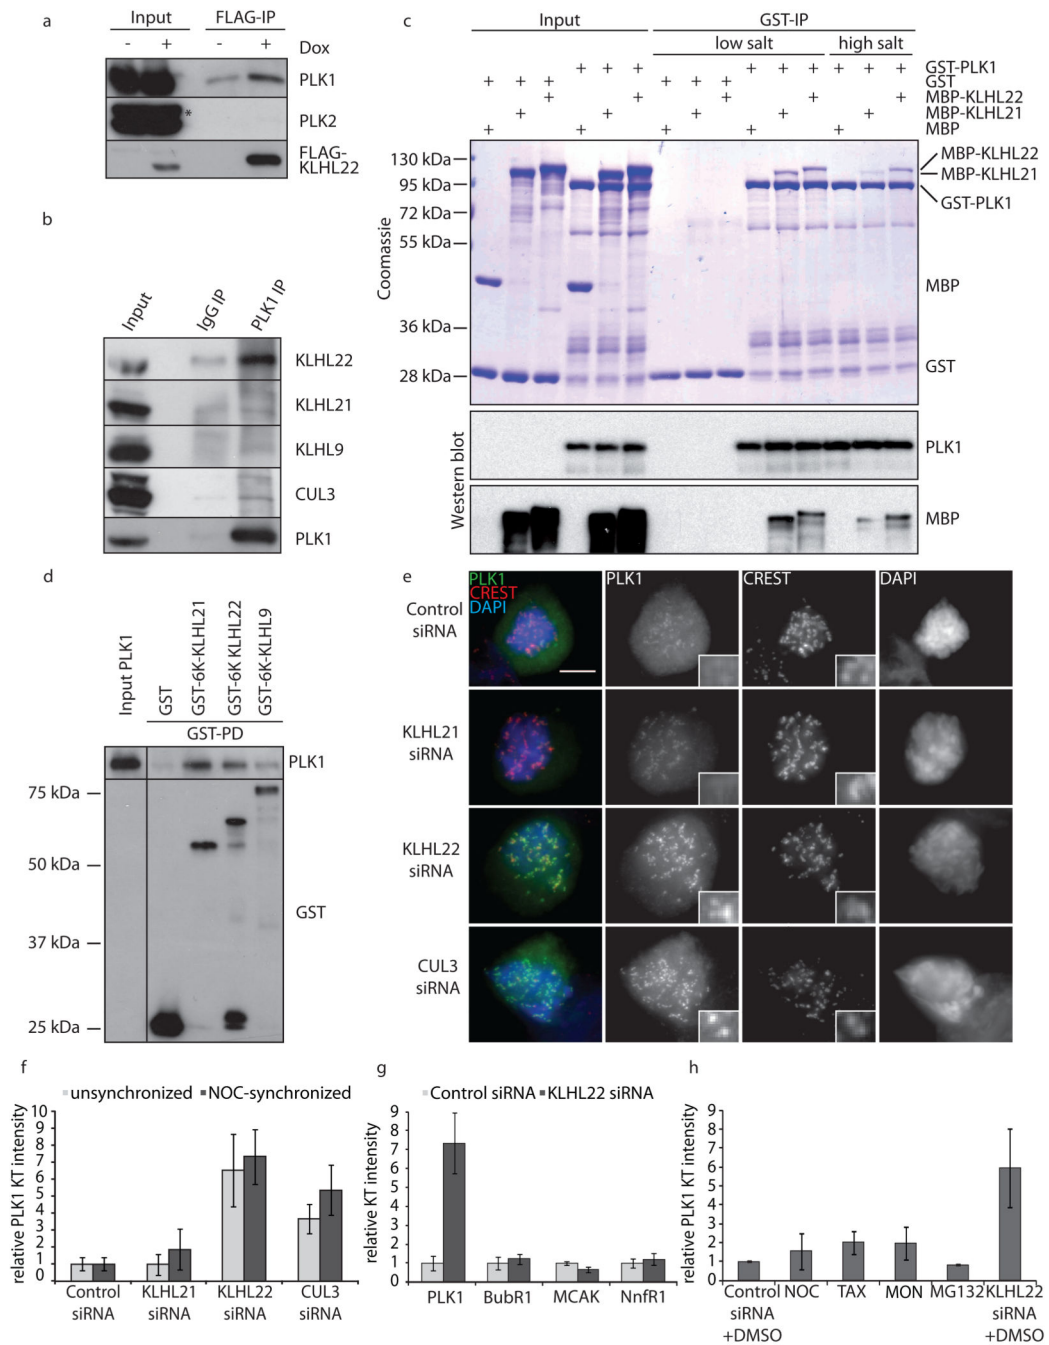 a
Input FLAG-IP
- + - + Dox
PLK1
* PLK2
FLAG-
KLHL22
b
Input IgG IP PLK1 IP
KLHL22
KLHL21
KLHL9
CUL3
PLK1
c
Input GST-IP
low salt high salt
+ + + + + + + + + GST-PLK1
+ + + + + + GST
+ + + + + MBP-KLHL22
+ + + + + MBP-KLHL21
+ + + + + MBP
130 kDa
95 kDa
72 kDa
55 kDa
36 kDa
28 kDa
Coomassie
MBP-KLHL22
MBP-KLHL21
GST-PLK1
MBP
GST
Western blot
PLK1
MBP
d
Input PLK1 GST GST-6K-KLHL21 GST-6K KLHL22 GST-6K-KLHL9
GST-PD
PLK1
75 kDa
50 kDa
37 kDa
25 kDa
GST
e
PLK1 PLK1 CREST DAPI
CREST
DAPI
Control
siRNA
KLHL21
siRNA
KLHL22
siRNA
CUL3
siRNA
f
unsynchronized NOC-synchronized
relative PLK1 KT intensity
10
9
8
7
6
5
4
3
2
1
0
Control KLHL21 KLHL22 CUL3
siRNA siRNA siRNA siRNA
g
Control siRNA KLHL22 siRNA
relative KT intensity
9
8
7
6
5
4
3
2
1
0
PLK1 BubR1 MCAK NnfR1
h
relative PLK1 KT intensity
9
8
7
6
5
4
3
2
1
0
Control NOC TAX MON MG132 KLHL22
siRNA siRNA
+DMSO +DMSO